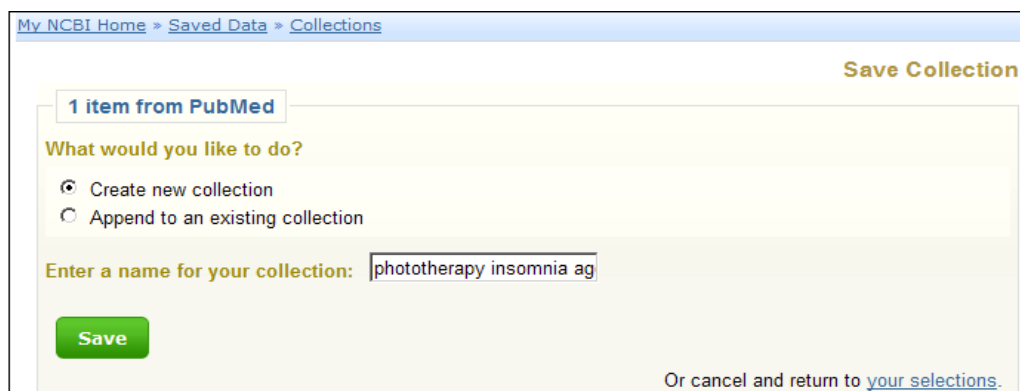 My NCBI Home » Saved Data » Collections
Save Collection
1 item from PubMed
What would you like to do?
Create new collection
Append to an existing collection
Enter a name for your collection: phototherapy insomnia ag
Save
Or cancel and return to your selections.